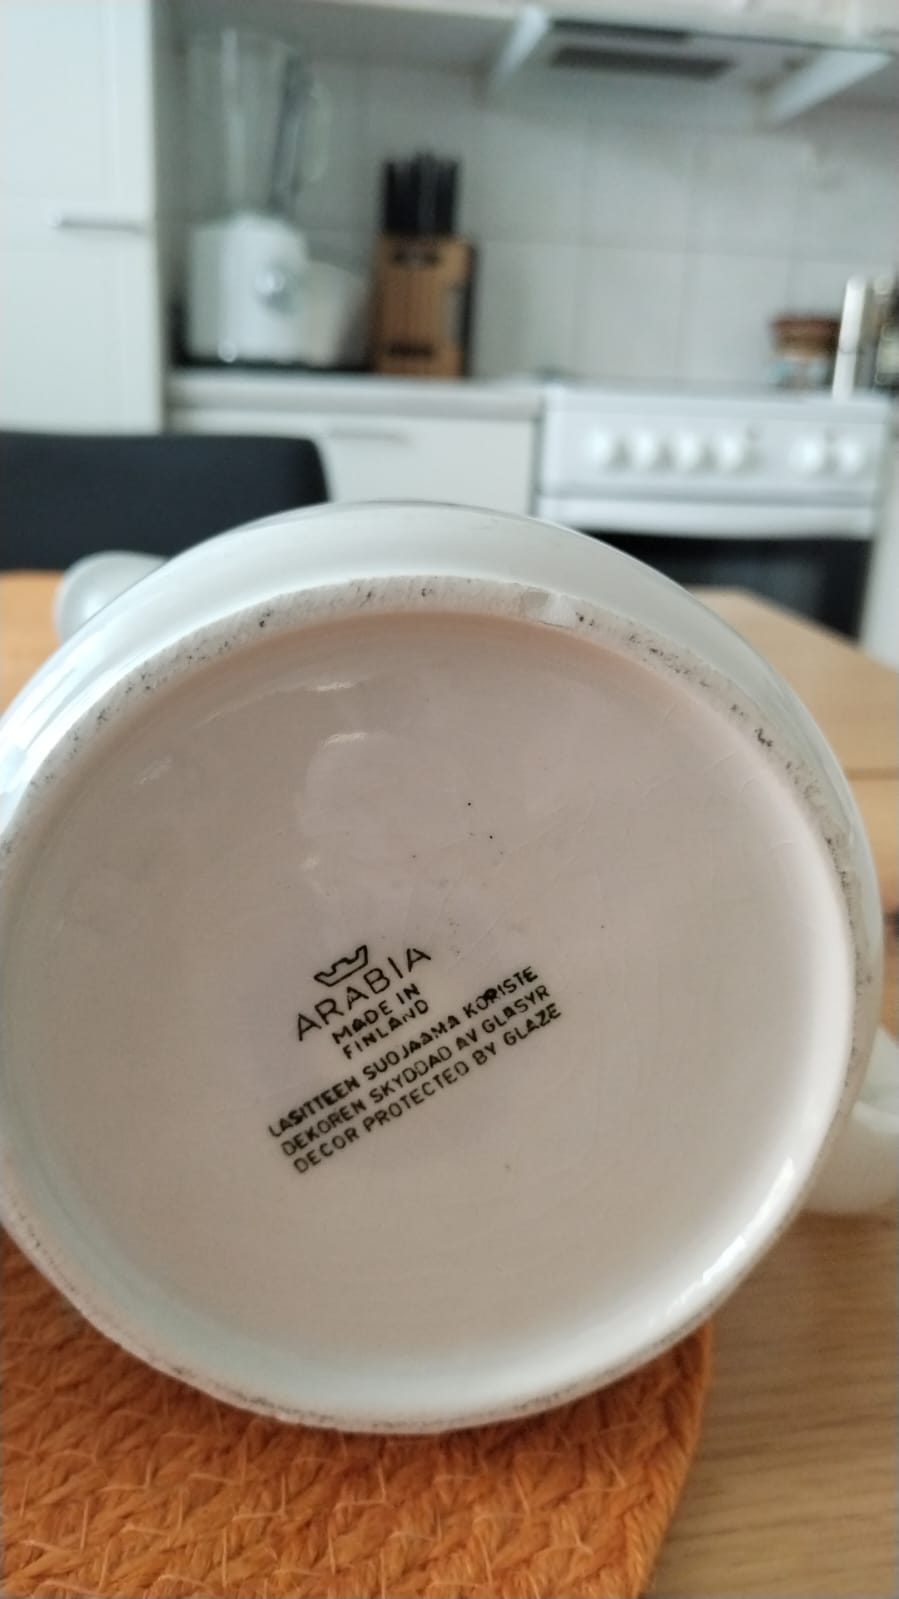 ARABIA
MADE IN
FINLAND
LASITTEEN SUOJAAMA KORISTE
DEKOREN SKYDDAD AV GLASYR
DECOR PROTECTED BY GLAZE